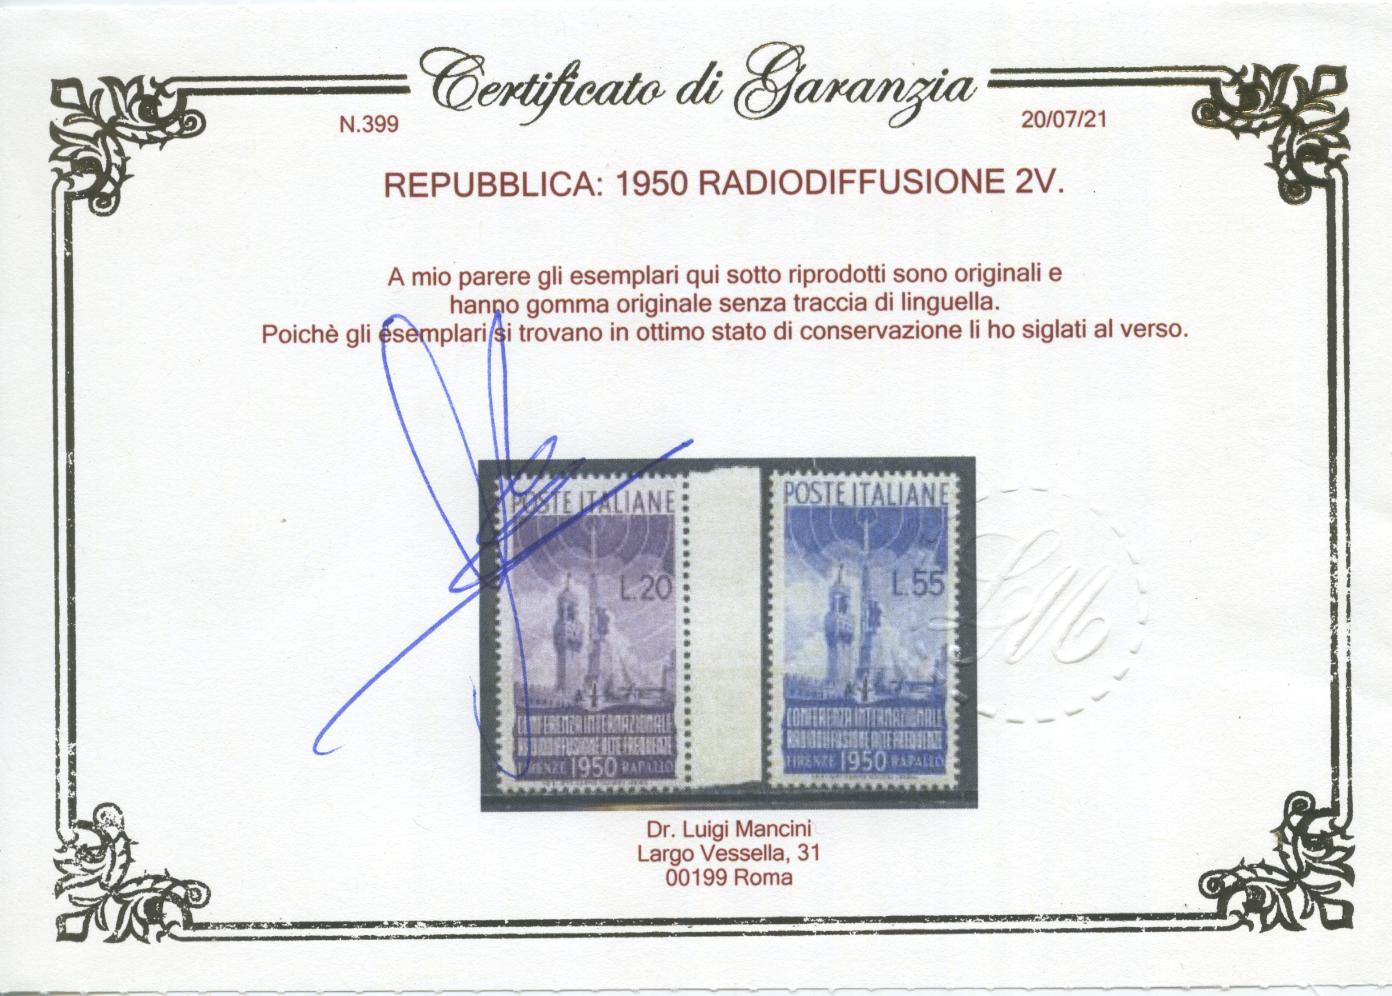 Certificato di Garanzia
N.399
20/07/21
REPUBBLICA: 1950 RADIODIFFUSIONE 2V.
A mio parere gli esemplari qui sotto riprodotti sono originali e
hanno gomma originale senza traccia di linguella.
Poichè gli esemplari si trovano in ottimo stato di conservazione li ho siglati al verso.
POSTE ITALIANE
L.20
CONFERENZA INTERNAZIONALE
RADIODIFFUSIONE ALTE FREQUENZE
FIRENZE 1950 RAPALLO
POSTE ITALIANE
L.55
CONFERENZA INTERNAZIONALE
RADIODIFFUSIONE ALTE FREQUENZE
FIRENZE 1950 RAPALLO
LM
Dr. Luigi Mancini
Largo Vessella, 31
00199 Roma